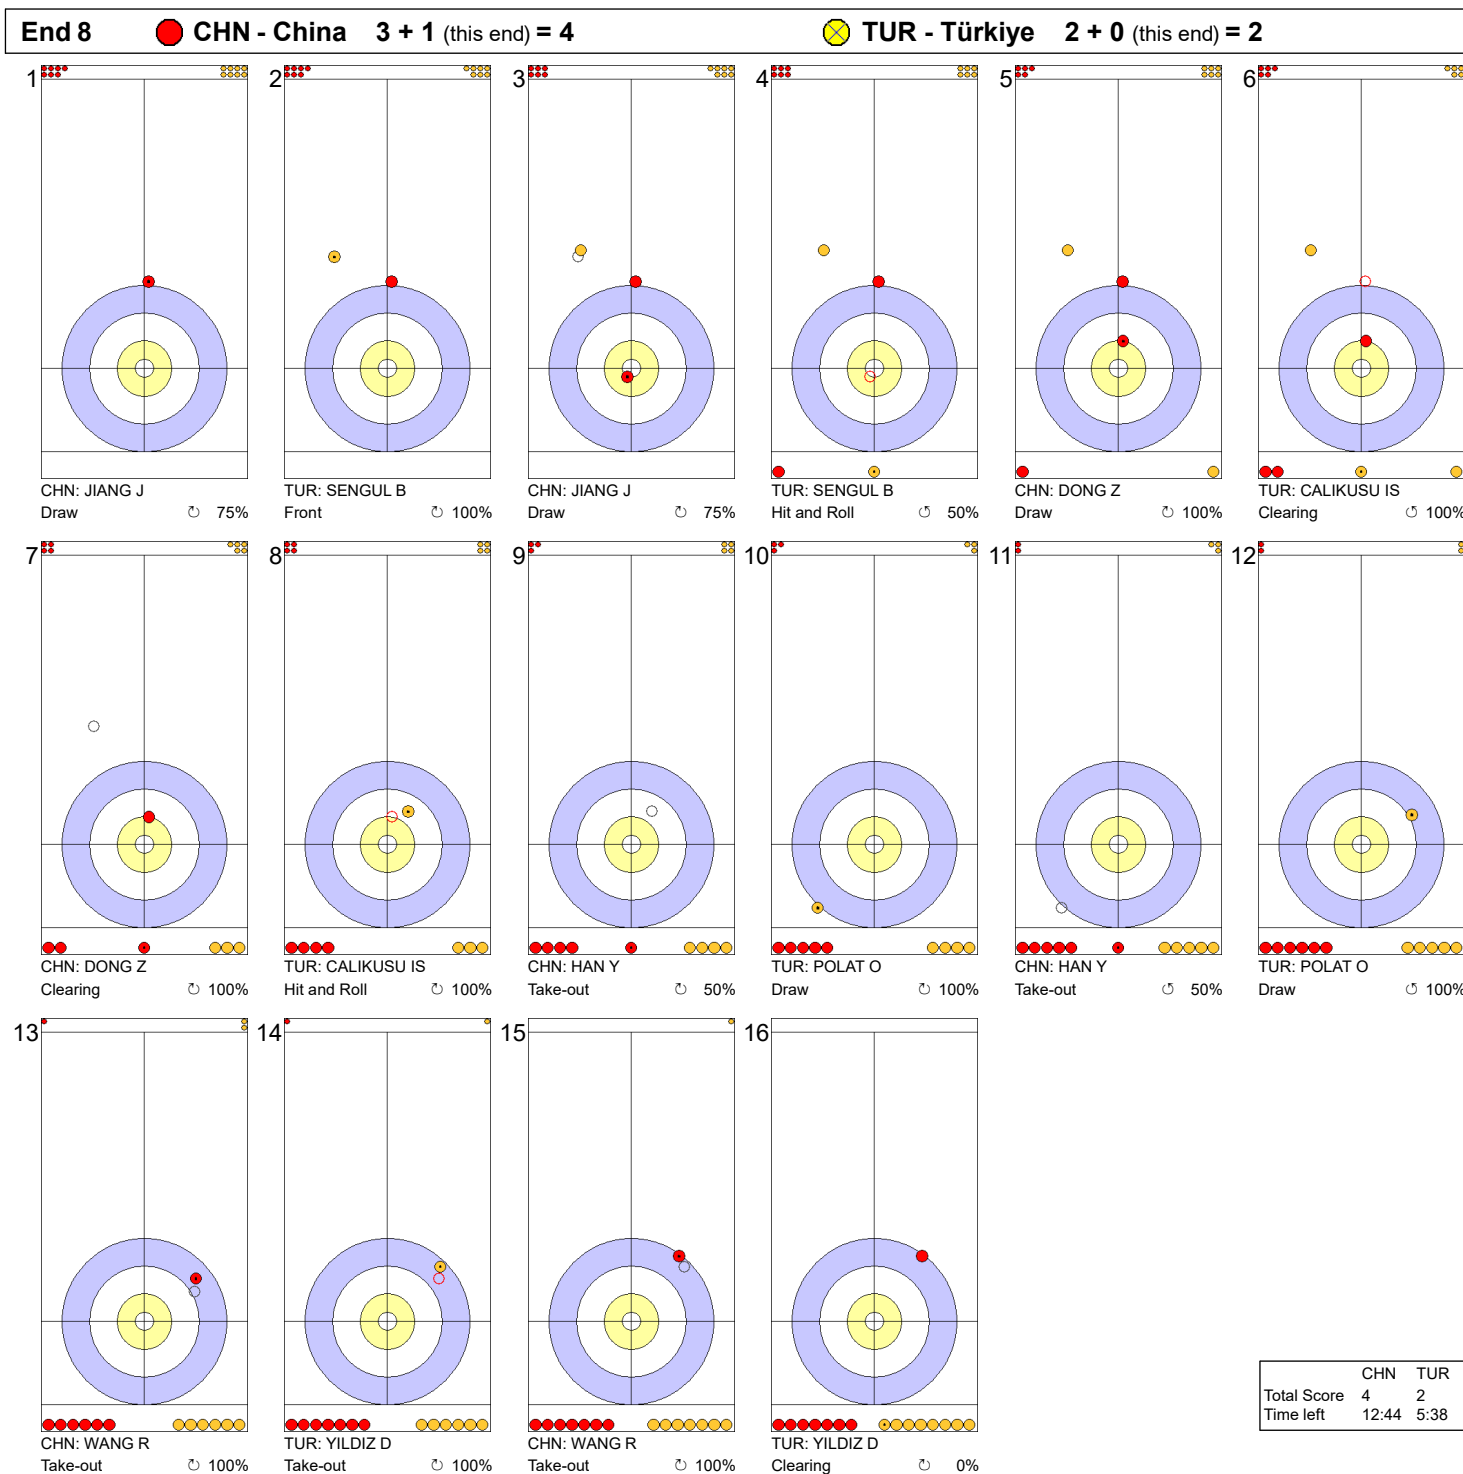 End 8 CHN - China 3 + 1 (this end) = 4 TUR - Türkiye 2 + 0 (this end) = 2
1 2 3 4 5 6
CHN: JIANG J TUR: SENGUL B CHN: JIANG J TUR: SENGUL B CHN: DONG Z TUR: CALIKUSU IS
Draw ↻ 75% Front ↻ 100% Draw ↻ 75% Hit and Roll ↺ 50% Draw ↻ 100% Clearing ↺ 100%
7 8 9 10 11 12
CHN: DONG Z TUR: CALIKUSU IS CHN: HAN Y TUR: POLAT O CHN: HAN Y TUR: POLAT O
Clearing ↻ 100% Hit and Roll ↻ 100% Take-out ↻ 50% Draw ↻ 100% Take-out ↺ 50% Draw ↺ 100%
13 14 15 16
CHN TUR
Total Score 4 2
Time left 12:44 5:38
CHN: WANG R TUR: YILDIZ D CHN: WANG R TUR: YILDIZ D
Take-out ↻ 100% Take-out ↻ 100% Take-out ↻ 100% Clearing ↻ 0%